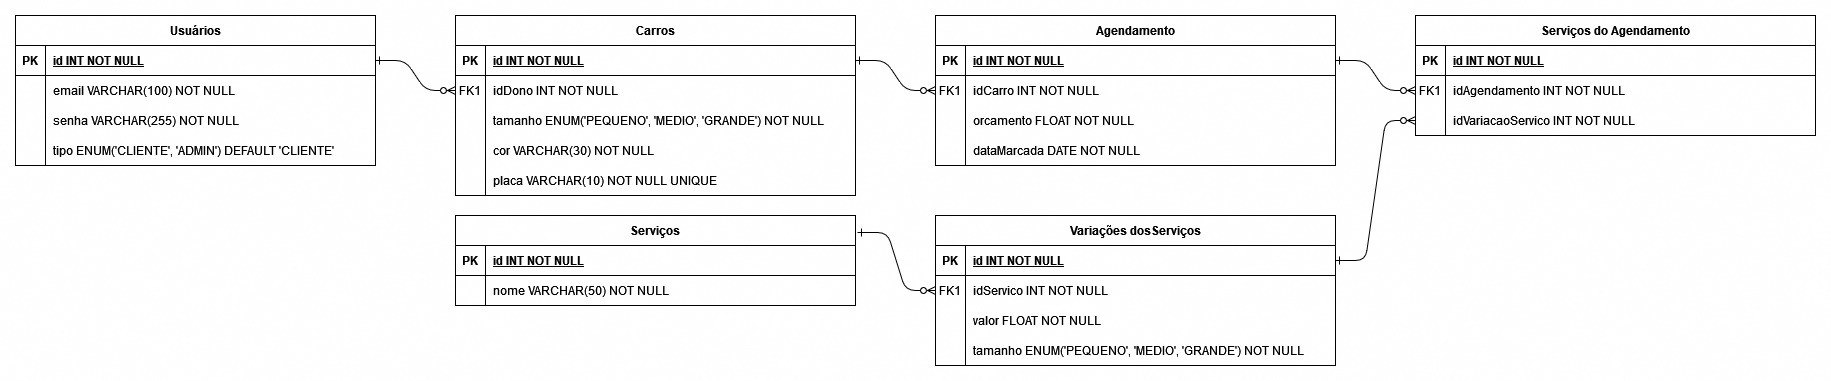 Usuários
PK id INT NOT NULL
email VARCHAR(100) NOT NULL
senha VARCHAR(255) NOT NULL
tipo ENUM('CLIENTE', 'ADMIN') DEFAULT 'CLIENTE'
Carros
PK id INT NOT NULL
FK1 idDono INT NOT NULL
tamanho ENUM('PEQUENO', 'MEDIO', 'GRANDE') NOT NULL
cor VARCHAR(30) NOT NULL
placa VARCHAR(10) NOT NULL UNIQUE
Agendamento
PK id INT NOT NULL
FK1 idCarro INT NOT NULL
orcamento FLOAT NOT NULL
dataMarcada DATE NOT NULL
Serviços do Agendamento
PK id INT NOT NULL
FK1 idAgendamento INT NOT NULL
idVariacaoServico INT NOT NULL
Serviços
PK id INT NOT NULL
nome VARCHAR(50) NOT NULL
Variações dosServiços
PK id INT NOT NULL
FK1 idServico INT NOT NULL
valor FLOAT NOT NULL
tamanho ENUM('PEQUENO', 'MEDIO', 'GRANDE') NOT NULL